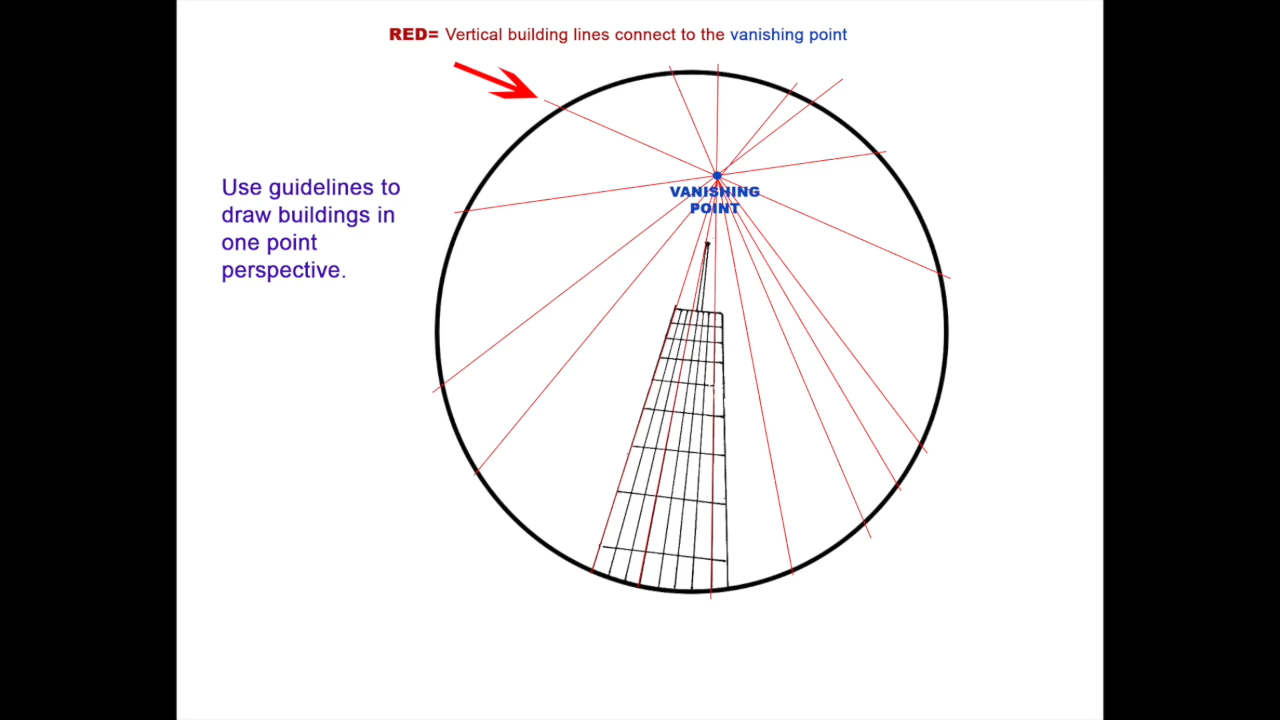 RED= Vertical building lines connect to the vanishing point
Use guidelines to
draw buildings in
one point
perspective.
VANISHING
POINT